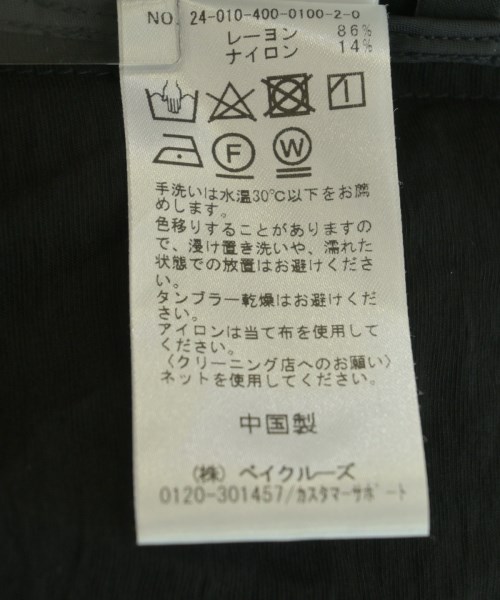 NO. 24-010-400-0100-2-0
レーヨン 86%
ナイロン 14%
F W
手洗いは水温30℃以下をお薦
めします。
色移りすることがありますの
で、浸け置き洗いや、濡れた
状態での放置はお避けくださ
い。
タンブラー乾燥はお避けくだ
さい。
アイロンは当て布を使用して
ください。
〈クリーニング店へのお願い〉
ネットを使用してください。
中国製
(株) ベイクルーズ
0120-301457/カスタマーサポート